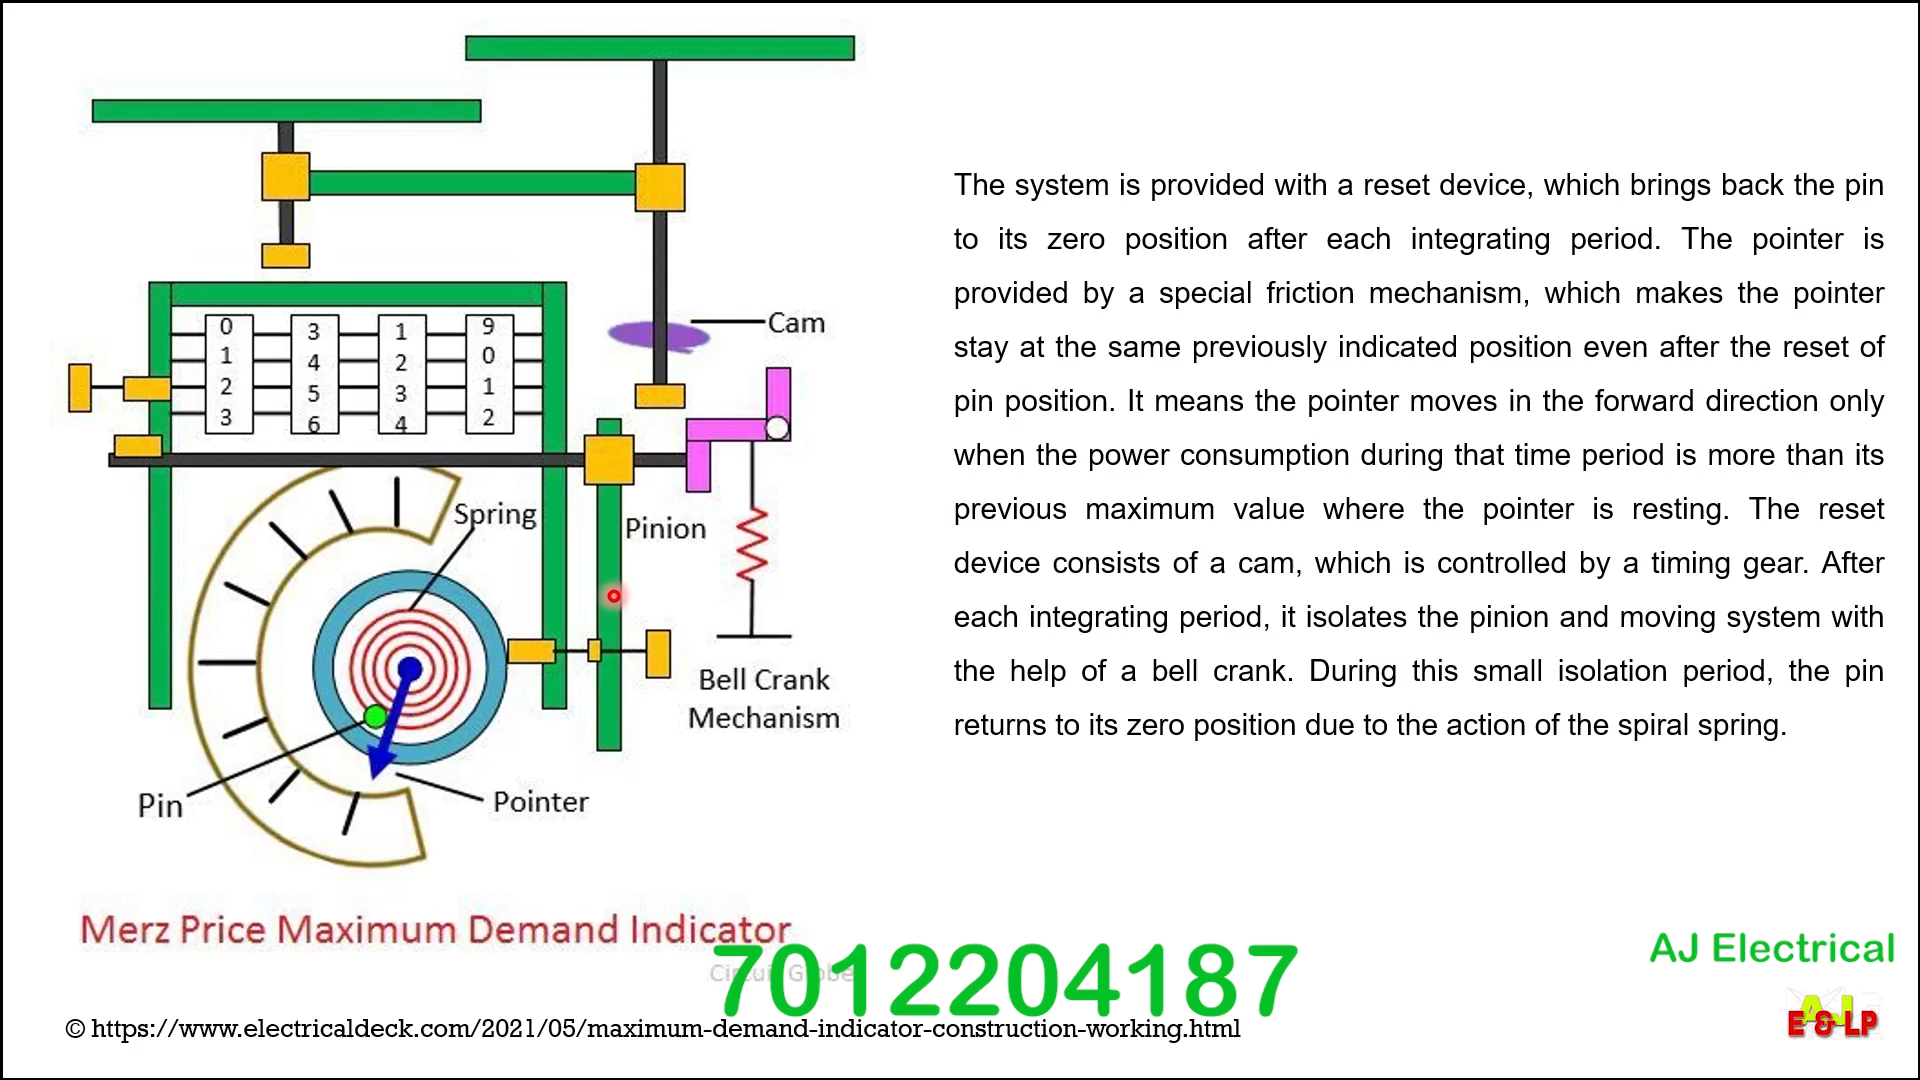 Cam
0 3 1 9
1 4 2 0
2 5 3 1
3 6 4 2
Spring
Pinion
Bell Crank
Mechanism
Pin
Pointer
Merz Price Maximum Demand Indicator
Circuit Globe
The system is provided with a reset device, which brings back the pin
to its zero position after each integrating period. The pointer is
provided by a special friction mechanism, which makes the pointer
stay at the same previously indicated position even after the reset of
pin position. It means the pointer moves in the forward direction only
when the power consumption during that time period is more than its
previous maximum value where the pointer is resting. The reset
device consists of a cam, which is controlled by a timing gear. After
each integrating period, it isolates the pinion and moving system with
the help of a bell crank. During this small isolation period, the pin
returns to its zero position due to the action of the spiral spring.
AJ Electrical
7012204187
AJ
E & LP
© https://www.electricaldeck.com/2021/05/maximum-demand-indicator-construction-working.html